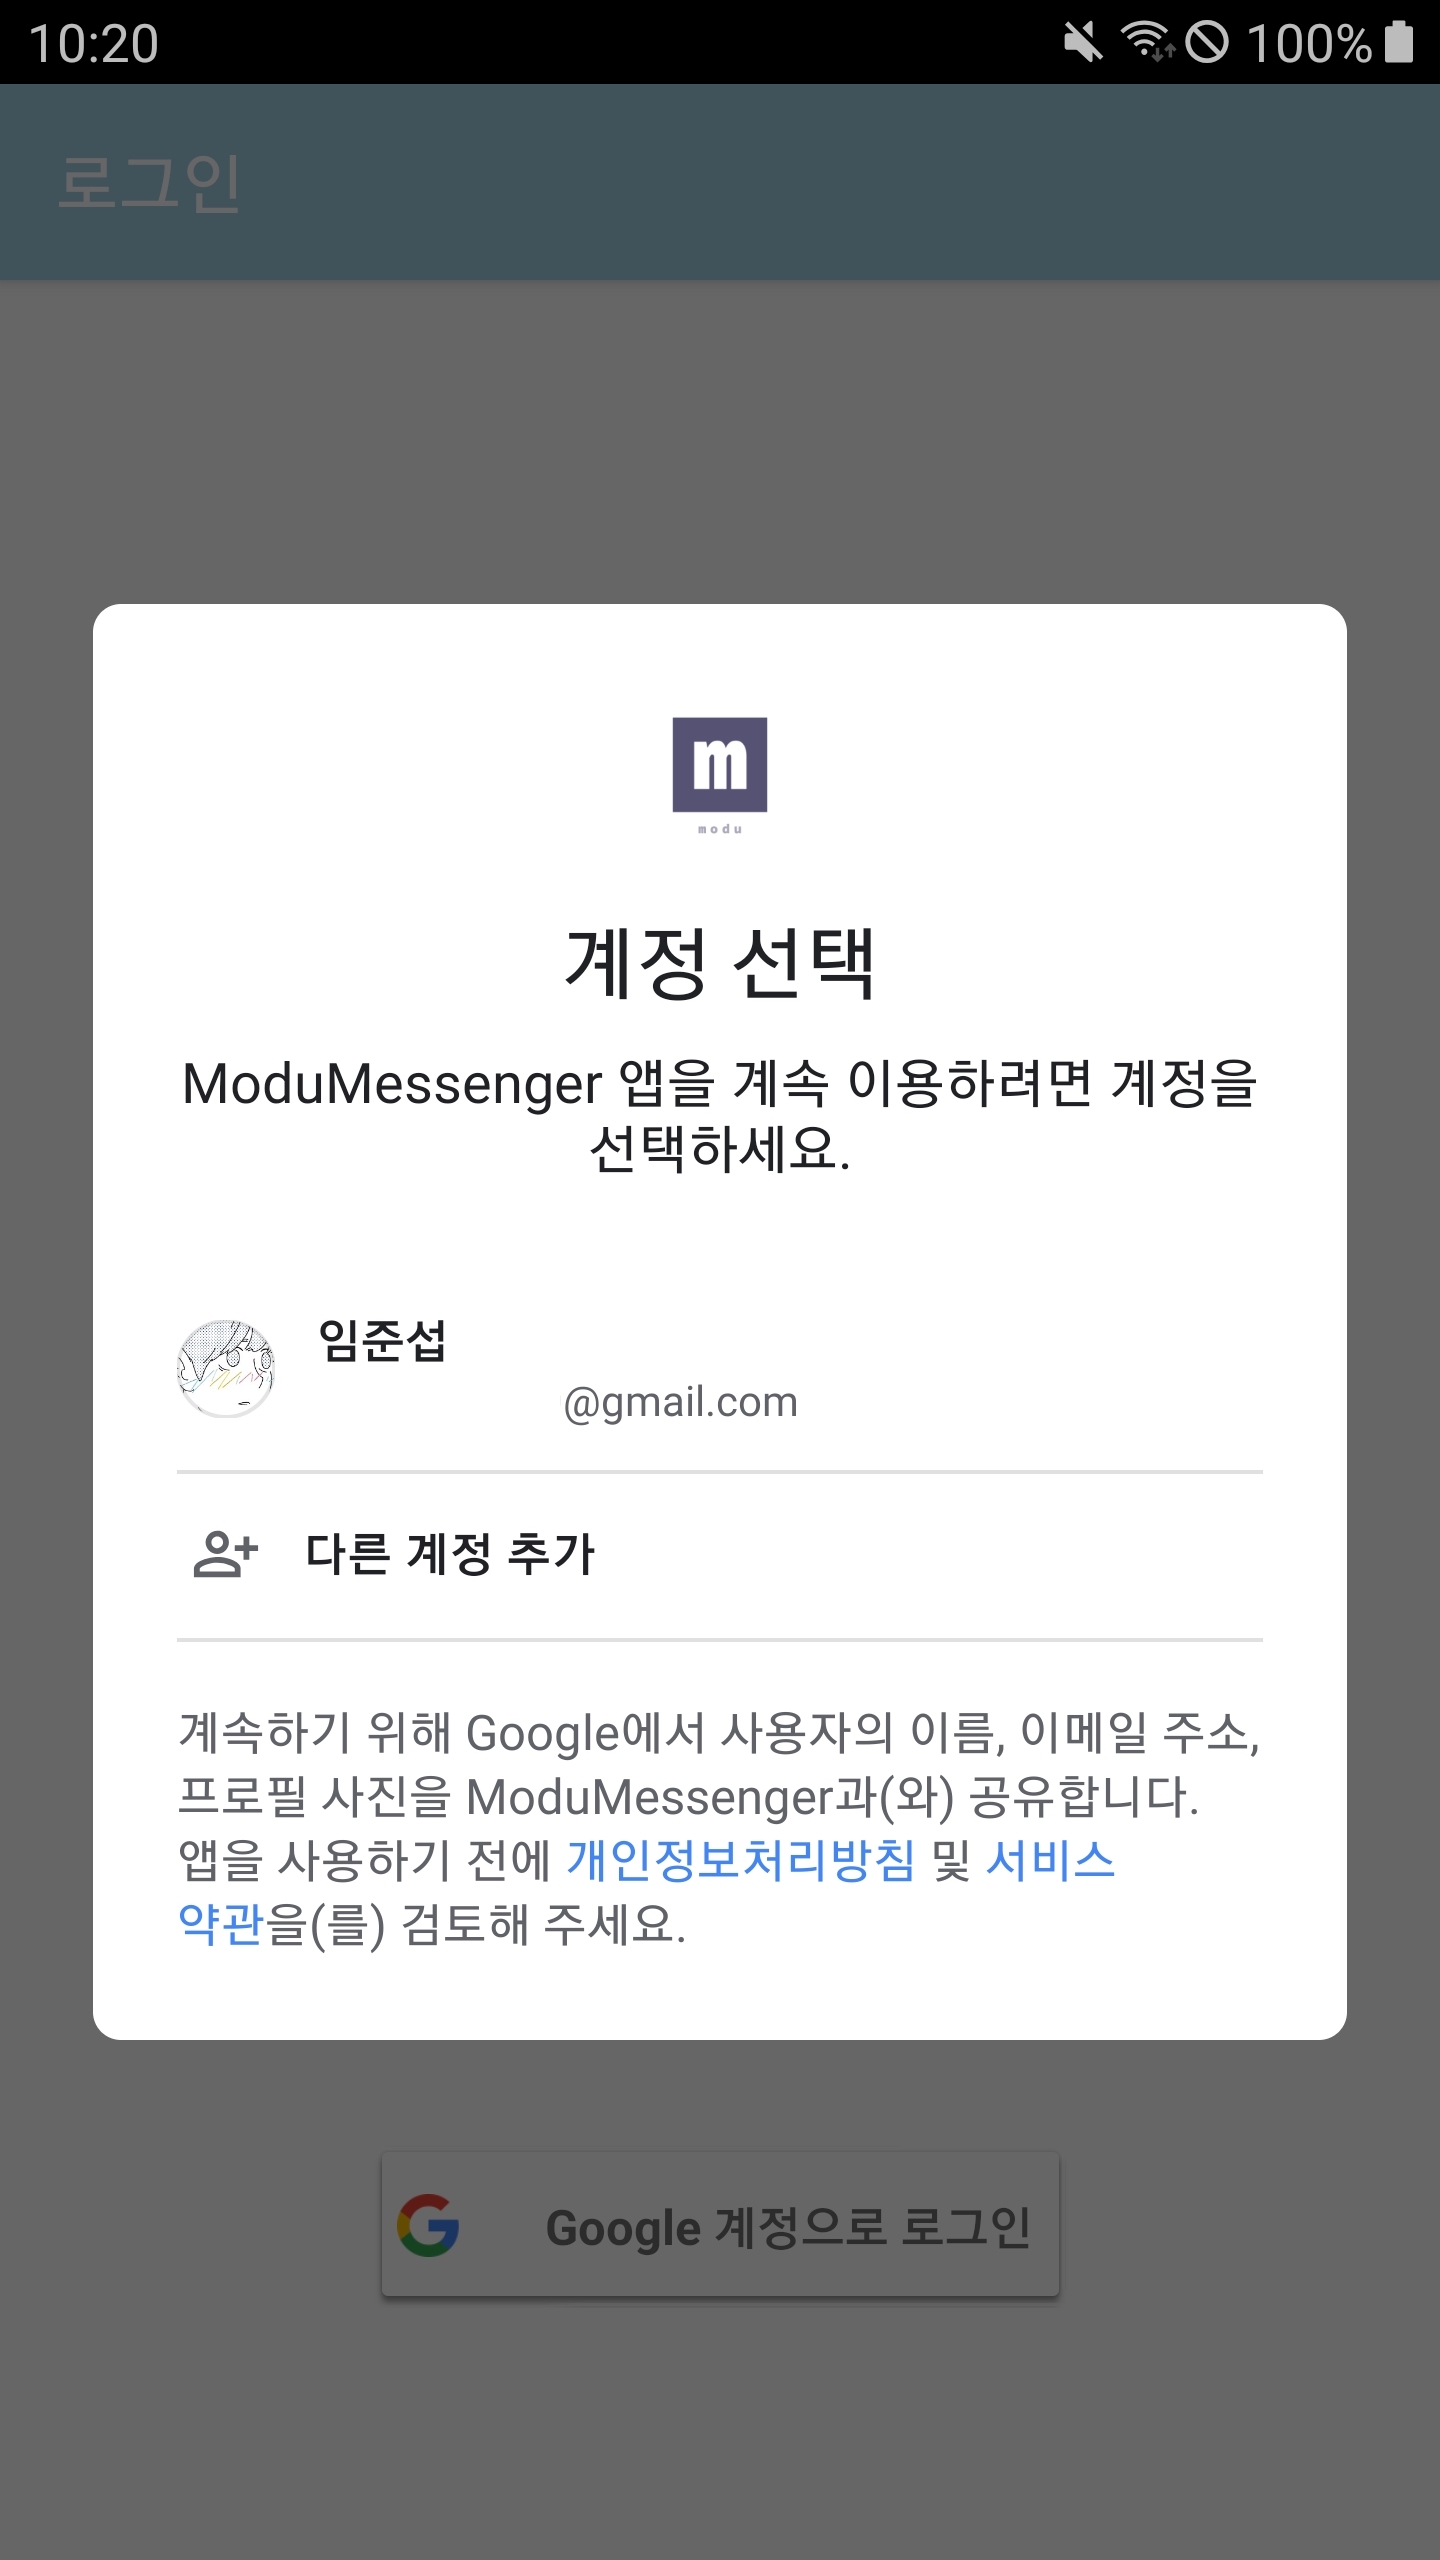 10:20
100%
로그인
m
modu
계정 선택
ModuMessenger 앱을 계속 이용하려면 계정을
선택하세요.
임준섭
@gmail.com
다른 계정 추가
계속하기 위해 Google에서 사용자의 이름, 이메일 주소,
프로필 사진을 ModuMessenger과(와) 공유합니다.
앱을 사용하기 전에 개인정보처리방침 및 서비스
약관을(를) 검토해 주세요.
Google 계정으로 로그인